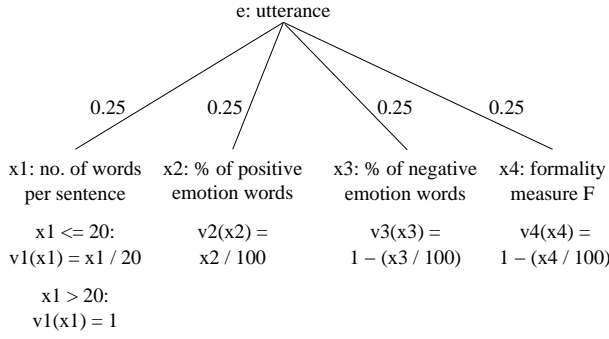 e: utterance
0.25 0.25 0.25 0.25
x1: no. of words x2: % of positive x3: % of negative x4: formality
per sentence emotion words emotion words measure F
x1 <= 20: v2(x2) = v3(x3) = v4(x4) =
v1(x1) = x1 / 20 x2 / 100 1 – (x3 / 100) 1 – (x4 / 100)
x1 > 20:
v1(x1) = 1